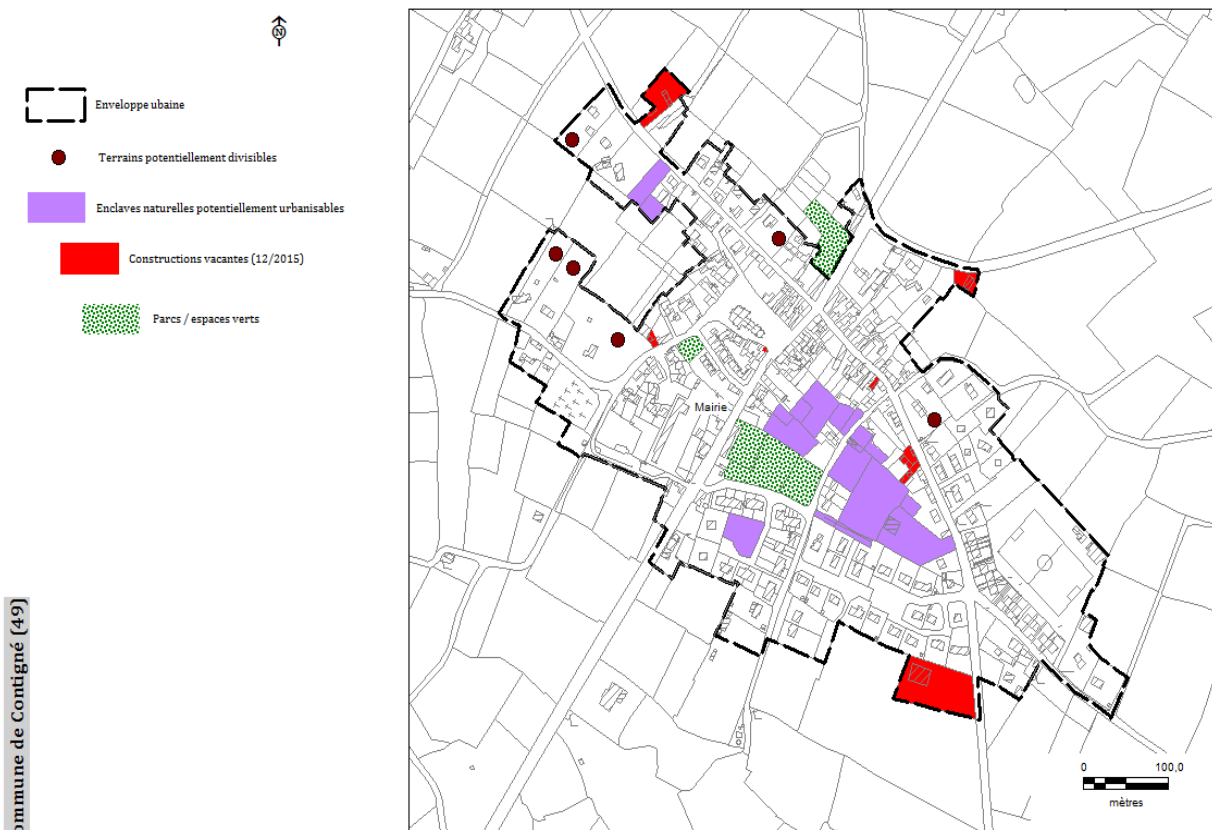 N
Enveloppe ubaine
Terrains potentiellement divisibles
Enclaves naturelles potentiellement urbanisables
Constructions vacantes (12/2015)
Parcs / espaces verts
Mairie
0 100,0
mètres
ommune de Contigné (49)